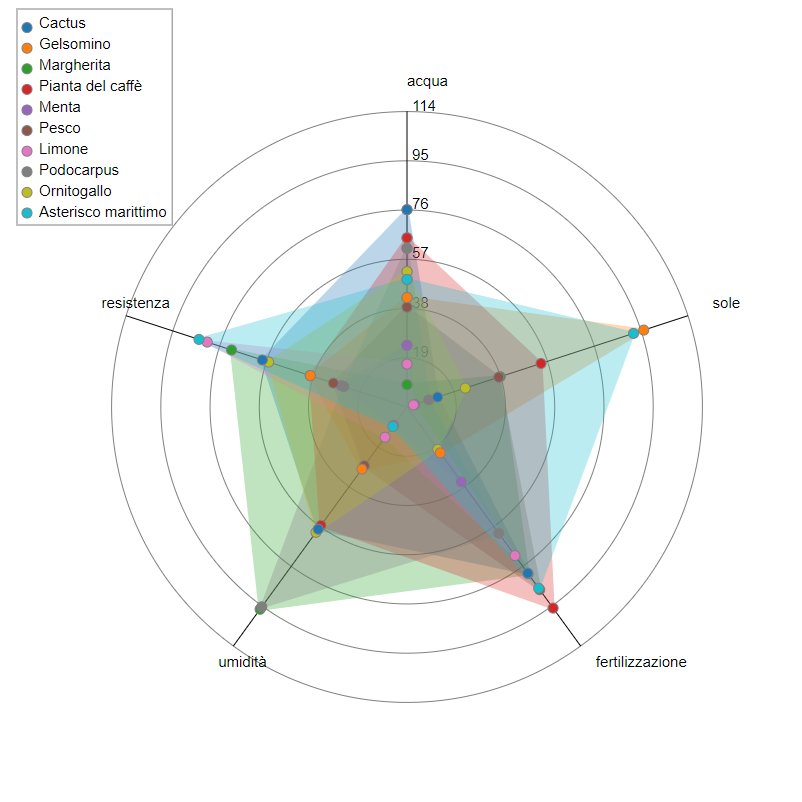 Cactus
Gelsomino
Margherita
Pianta del caffè
Menta
Pesco
Limone
Podocarpus
Ornitogallo
Asterisco marittimo
acqua
114
95
76
57
38
19
resistenza
sole
umidità
fertilizzazione